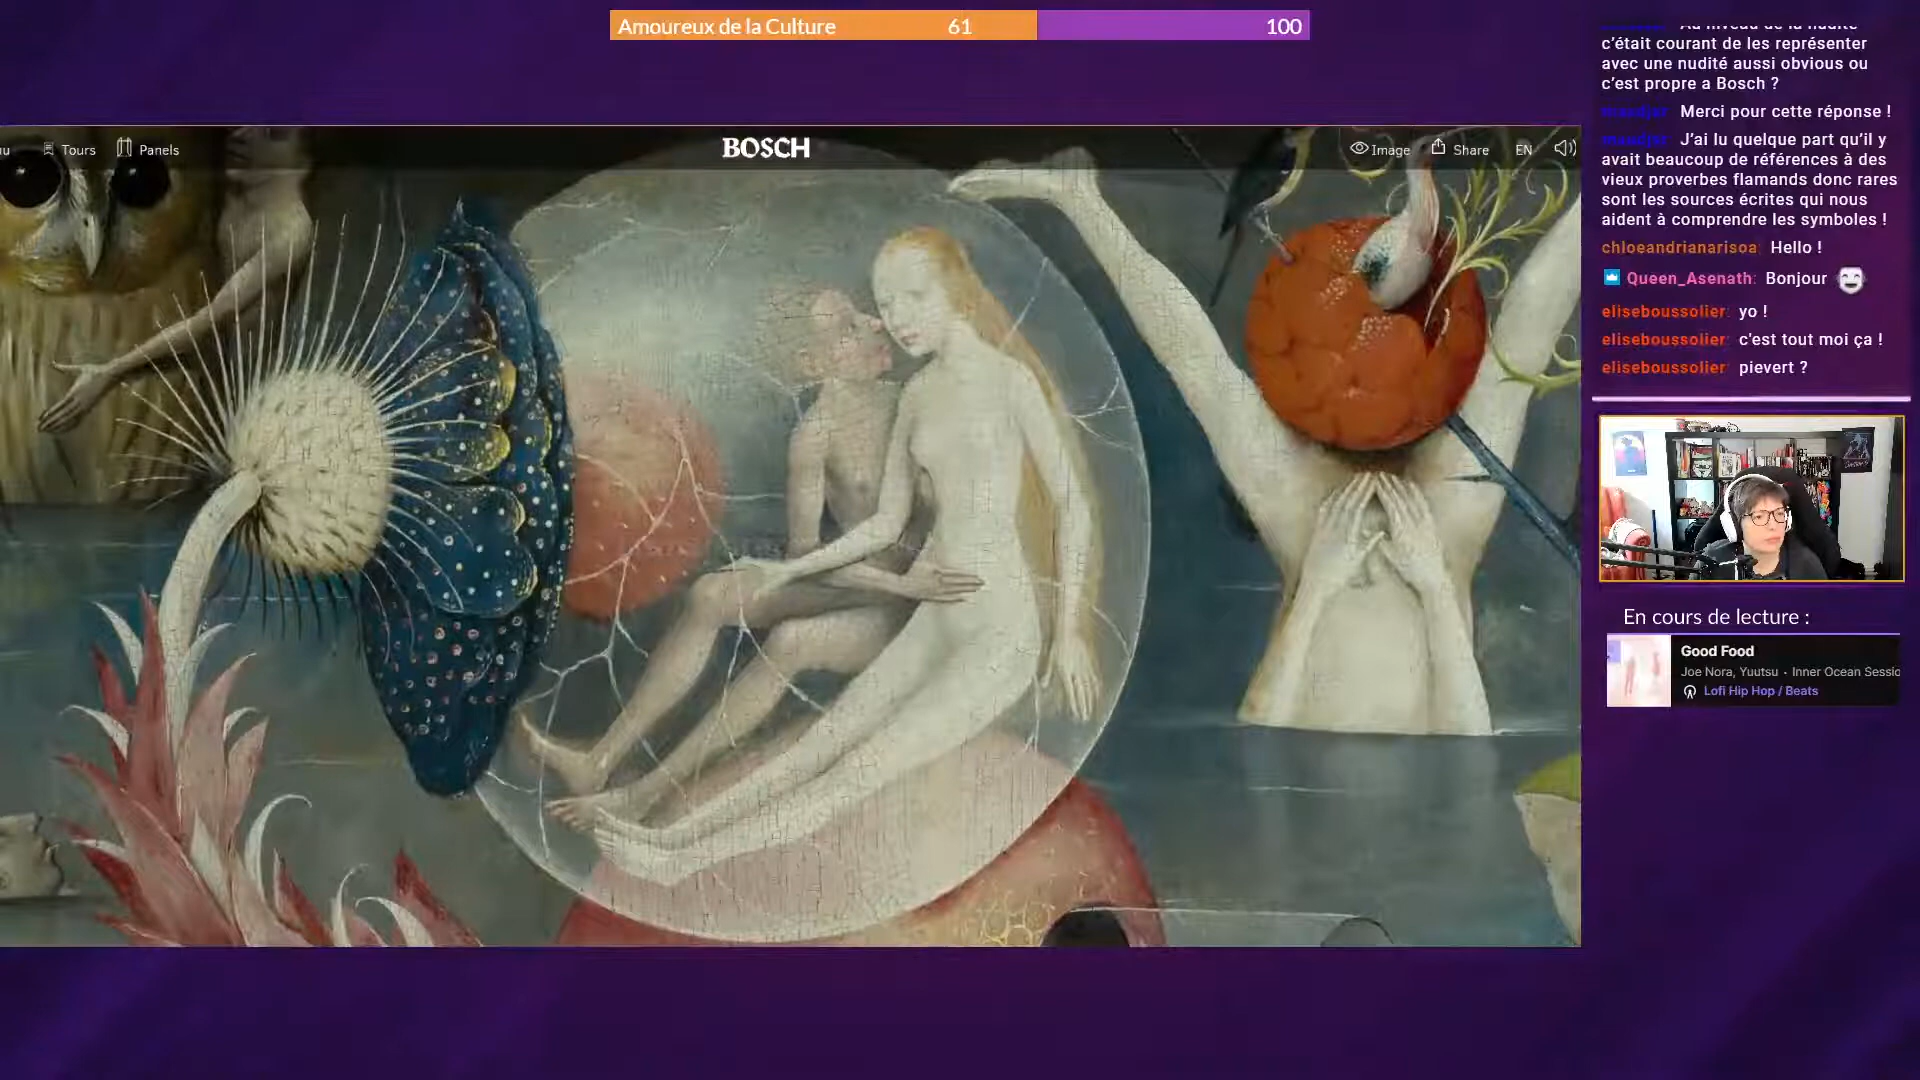 Amoureux de la Culture 61 100
Tours Panels BOSCH Image Share EN
c'était courant de les représenter
avec une nudité aussi obvious ou
c'est propre a Bosch ?
Merci pour cette réponse !
J'ai lu quelque part qu'il y
avait beaucoup de références à des
vieux proverbes flamands donc rares
sont les sources écrites qui nous
aident à comprendre les symboles !
chloeandrianarisoa: Hello !
Queen_Asenath: Bonjour
eliseboussolier: yo !
eliseboussolier: c'est tout moi ça !
eliseboussolier: pievert ?
En cours de lecture :
Good Food
Joe Nora, Yuutsu • Inner Ocean Sessio
Lofi Hip Hop / Beats